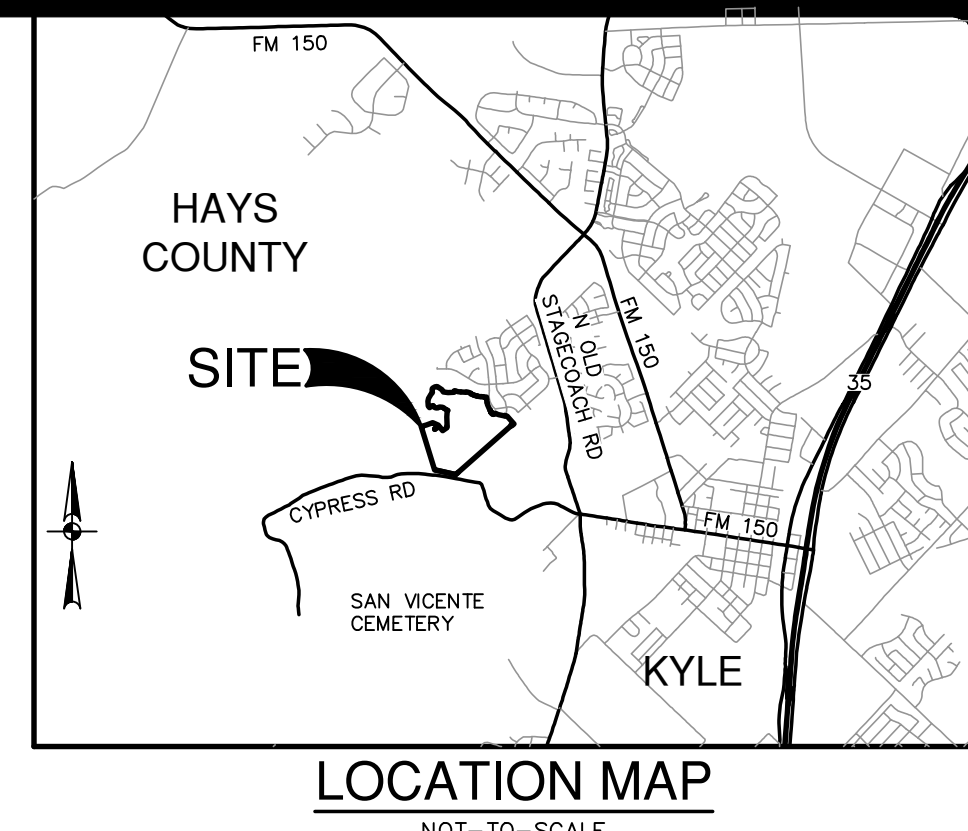 FM 150
HAYS
COUNTY
N OLD
STAGECOACH RD
FM 150
SITE
35
CYPRESS RD
FM 150
SAN VICENTE
CEMETERY
KYLE
LOCATION MAP
NOT-TO-SCALE